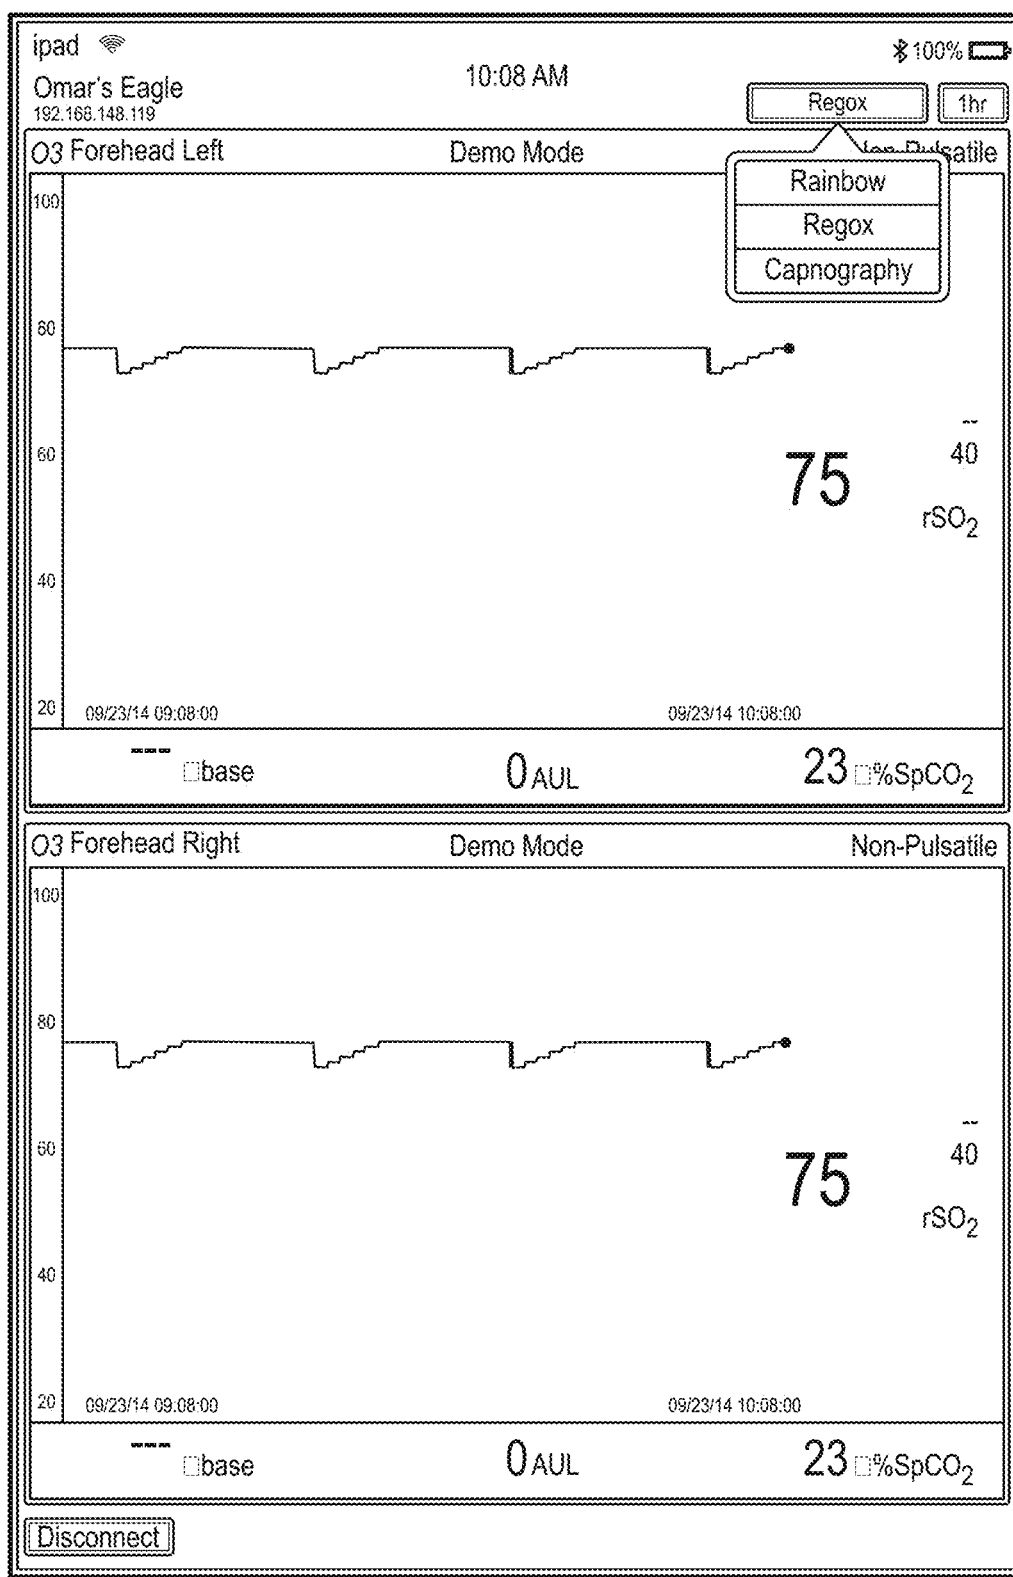 ipad 100%
Omar's Eagle 10:08 AM
192.168.148.119 Regox 1hr
O3 Forehead Left Demo Mode Non-Pulsatile
Rainbow
Regox
Capnography
100
80
60
40
20
75
--
40
rSO2
09/23/14 09:08:00 09/23/14 10:08:00
--- □base 0 AUL 23 □%SpCO2
O3 Forehead Right Demo Mode Non-Pulsatile
100
80
60
40
20
75
--
40
rSO2
09/23/14 09:08:00 09/23/14 10:08:00
--- □base 0 AUL 23 □%SpCO2
Disconnect